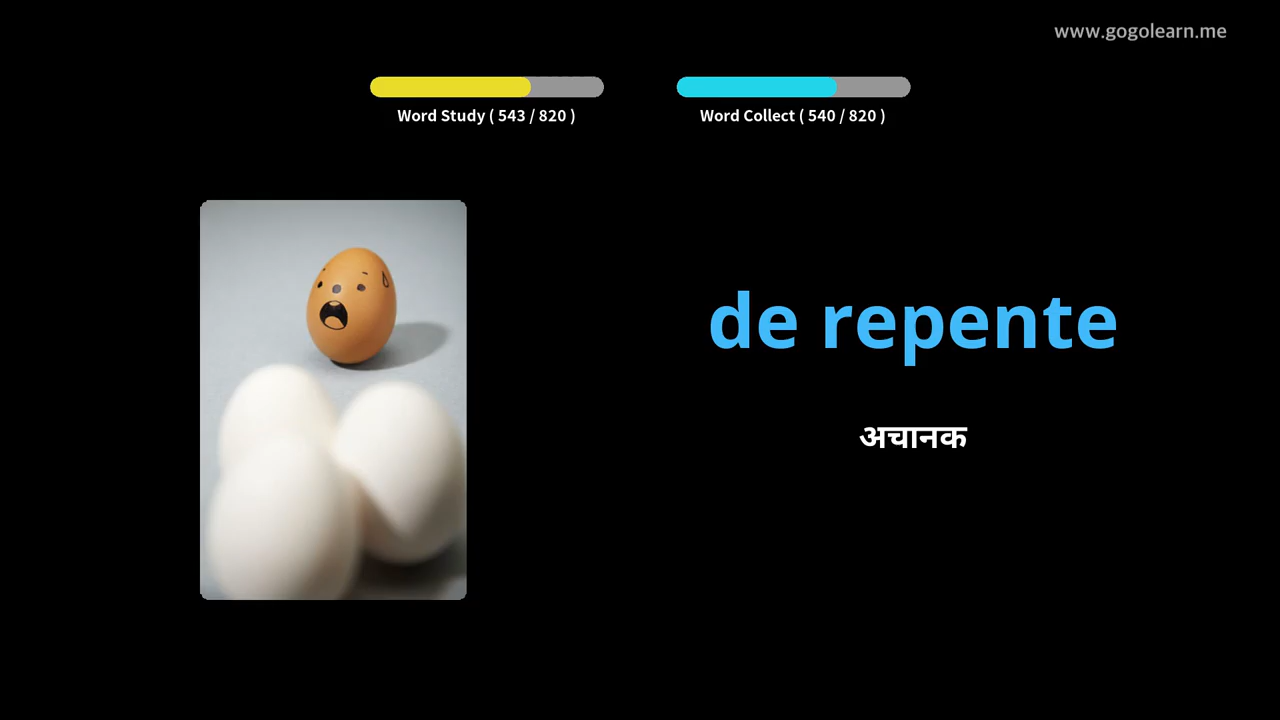 www.gogolearn.me
Word Study ( 543 / 820 )
Word Collect ( 540 / 820 )
de repente
अचानक